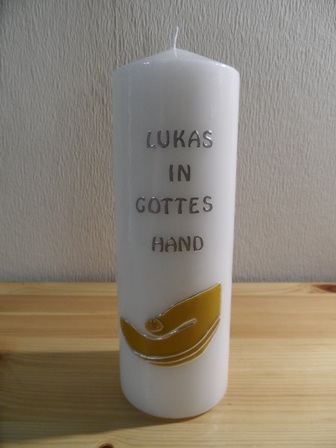 LUKAS
IN
GOTTES
HAND